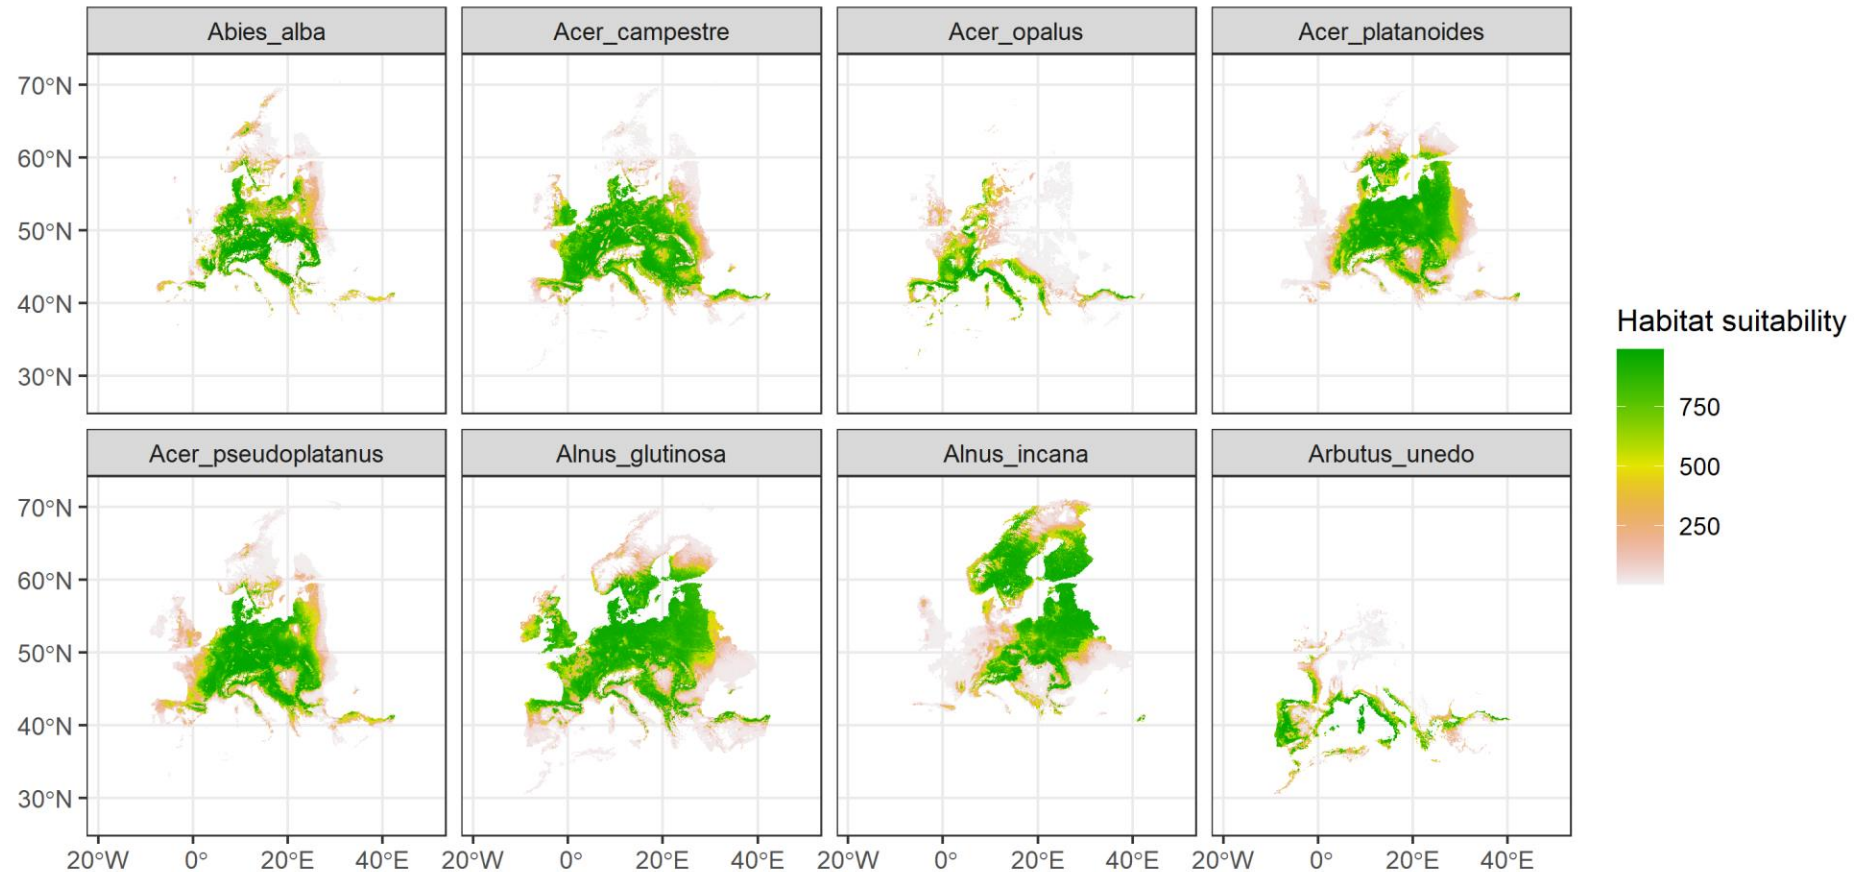 Abies_alba
Acer_campestre
Acer_opalus
Acer_platanoides
70°N
60°N
50°N
40°N
30°N
Acer_pseudoplatanus
Alnus_glutinosa
Alnus_incana
Arbutus_unedo
70°N
60°N
50°N
40°N
30°N
20°W 0° 20°E 40°E
20°W 0° 20°E 40°E
20°W 0° 20°E 40°E
20°W 0° 20°E 40°E
Habitat suitability
750
500
250